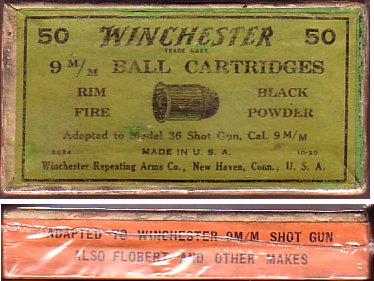 50 WINCHESTER 50
TRADE MARK
9 M/M BALL CARTRIDGES
RIM BLACK
FIRE POWDER
Adapted to Model 36 Shot Gun, Cal. 9 M/M
MADE IN U.S.A.
10-20
Winchester Repeating Arms Co., New Haven, Conn., U. S. A.
ADAPTED TO WINCHESTER 9M/M SHOT GUN
ALSO FLOBERT AND OTHER MAKES